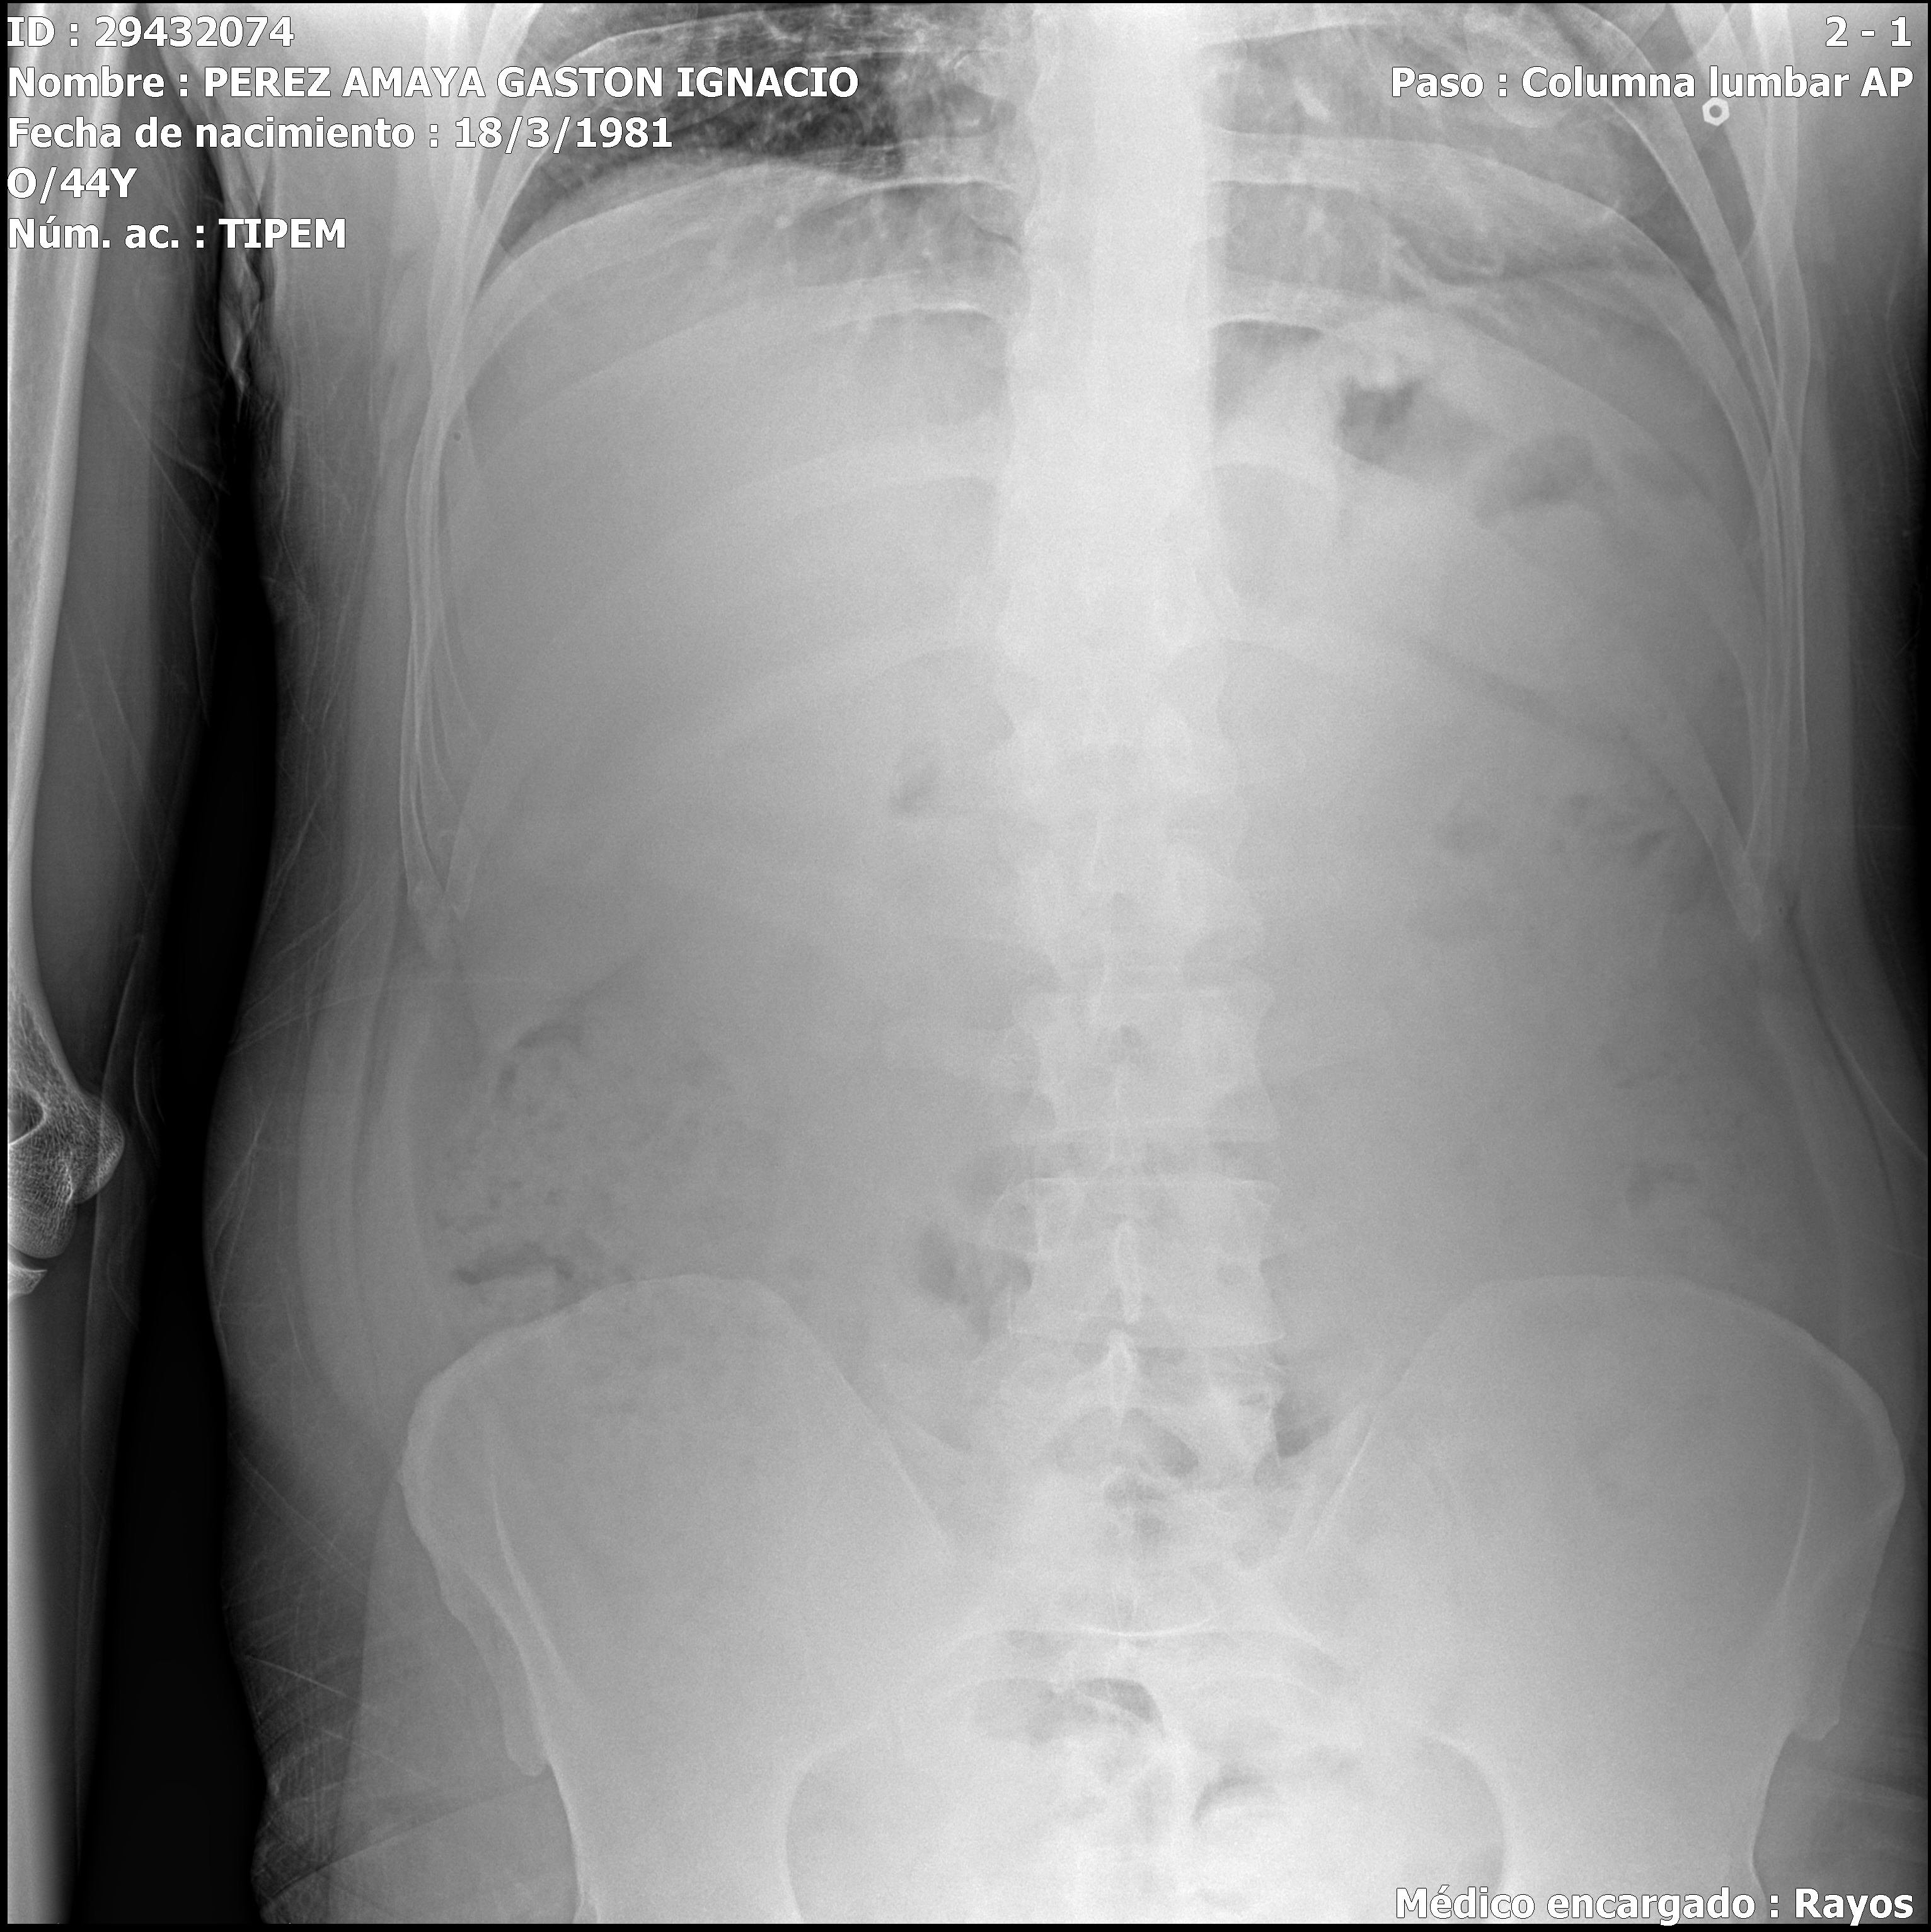 ID : 29432074
2 - 1
Nombre : PEREZ AMAYA GASTON IGNACIO
Paso : Columna lumbar AP
Fecha de nacimiento : 18/3/1981
O/44Y
Núm. ac. : TIPEM
Médico encargado : Rayos